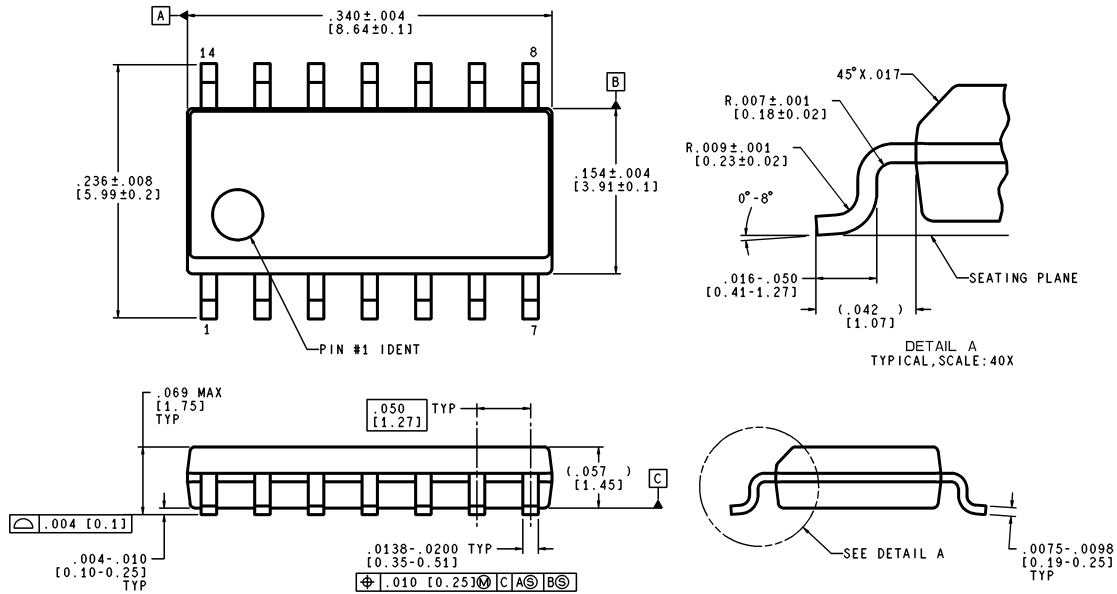 A
.340±.004
[8.64±0.1]
14
8
B
.236±.008
[5.99±0.2]
.154±.004
[3.91±0.1]
1
7
PIN #1 IDENT
45°X.017
R.007±.001
[0.18±0.02]
R.009±.001
[0.23±0.02]
0°-8°
SEATING PLANE
.016-.050
[0.41-1.27]
(.042)
[1.07]
DETAIL A
TYPICAL,SCALE:40X
.069 MAX
[1.75]
TYP
.050 TYP
[1.27]
(.057)
[1.45]
C
.004 [0.1]
.004-.010
[0.10-0.25]
TYP
.0138-.0200 TYP
[0.35-0.51]
⌖ .010 [0.25]Ⓜ C AⓈ BⓈ
SEE DETAIL A
.0075-.0098
[0.19-0.25]
TYP